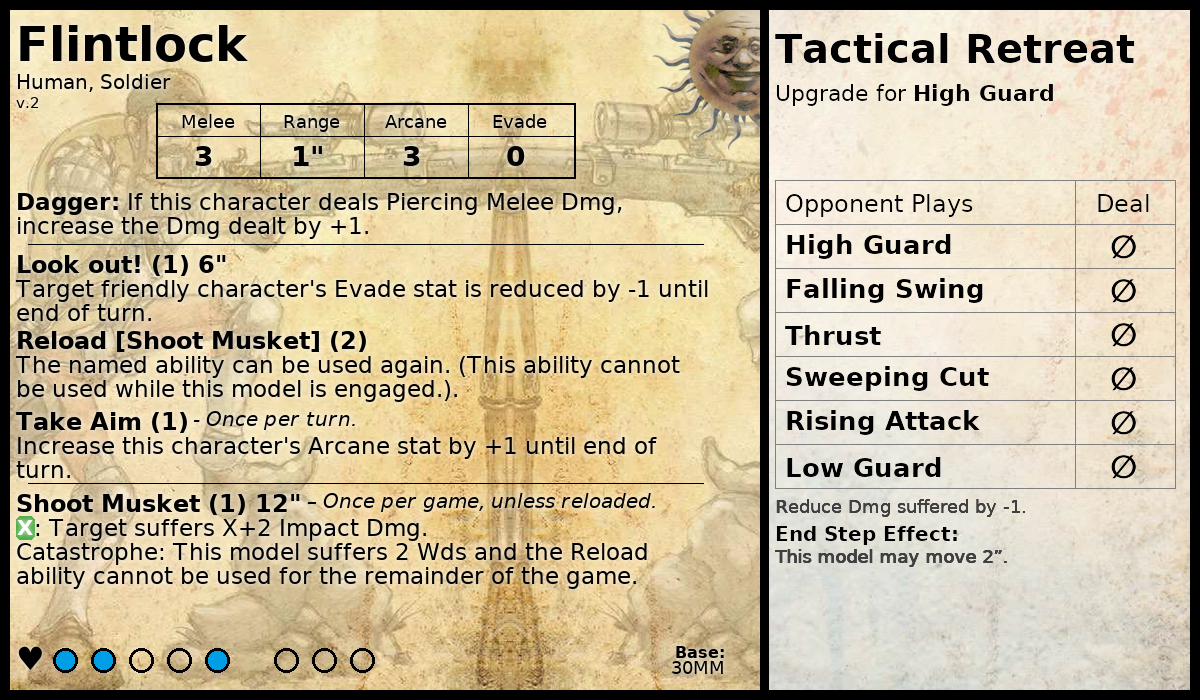 Flintlock
Human, Soldier
v.2
Melee Range Arcane Evade
3 1" 3 0
Dagger: If this character deals Piercing Melee Dmg,
increase the Dmg dealt by +1.
Look out! (1) 6"
Target friendly character's Evade stat is reduced by -1 until
end of turn.
Reload [Shoot Musket] (2)
The named ability can be used again. (This ability cannot
be used while this model is engaged.).
Take Aim (1) - Once per turn.
Increase this character's Arcane stat by +1 until end of
turn.
Shoot Musket (1) 12" – Once per game, unless reloaded.
X: Target suffers X+2 Impact Dmg.
Catastrophe: This model suffers 2 Wds and the Reload
ability cannot be used for the remainder of the game.
Base:
30MM
Tactical Retreat
Upgrade for High Guard
Opponent Plays Deal
High Guard ∅
Falling Swing ∅
Thrust ∅
Sweeping Cut ∅
Rising Attack ∅
Low Guard ∅
Reduce Dmg suffered by -1.
End Step Effect:
This model may move 2”.